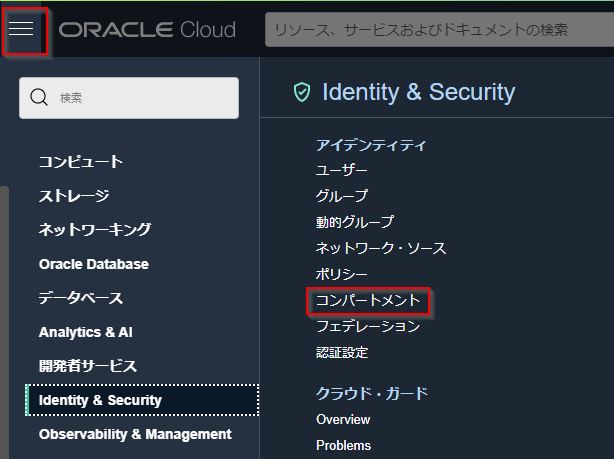 ORACLE Cloud
リソース、サービスおよびドキュメントの検索
検索
コンピュート
ストレージ
ネットワーキング
Oracle Database
データベース
Analytics & AI
開発者サービス
Identity & Security
Observability & Management
Identity & Security
アイデンティティ
ユーザー
グループ
動的グループ
ネットワーク・ソース
ポリシー
コンパートメント
フェデレーション
認証設定
クラウド・ガード
Overview
Problems